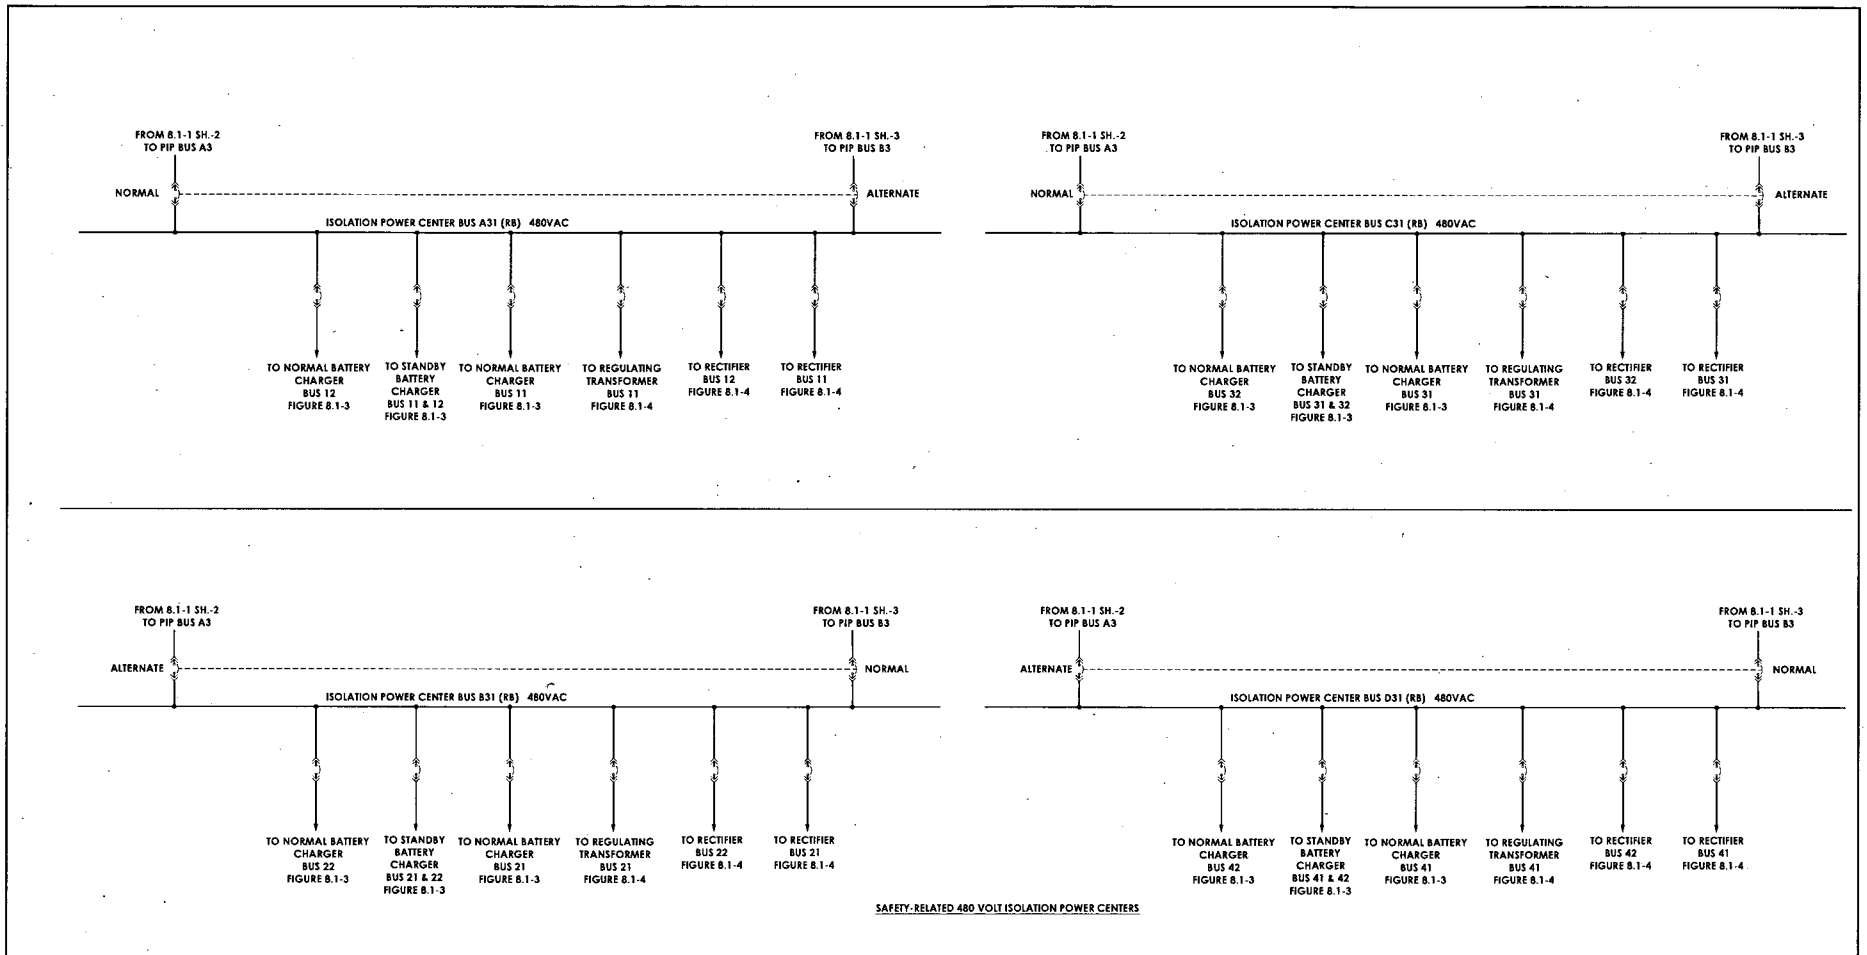 FROM 8.1-1 SH.-2
TO PIP BUS A3
FROM 8.1-1 SH.-3
TO PIP BUS B3
NORMAL
ALTERNATE
ISOLATION POWER CENTER BUS A31 (RB) 480VAC
TO NORMAL BATTERY
CHARGER
BUS 12
FIGURE 8.1-3
TO STANDBY
BATTERY
CHARGER
BUS 11 & 12
FIGURE 8.1-3
TO NORMAL BATTERY
CHARGER
BUS 11
FIGURE 8.1-3
TO REGULATING
TRANSFORMER
BUS 11
FIGURE 8.1-4
TO RECTIFIER
BUS 12
FIGURE 8.1-4
TO RECTIFIER
BUS 11
FIGURE 8.1-4
FROM 8.1-1 SH.-2
TO PIP BUS A3
FROM 8.1-1 SH.-3
TO PIP BUS B3
NORMAL
ALTERNATE
ISOLATION POWER CENTER BUS C31 (RB) 480VAC
TO NORMAL BATTERY
CHARGER
BUS 32
FIGURE 8.1-3
TO STANDBY
BATTERY
CHARGER
BUS 31 & 32
FIGURE 8.1-3
TO NORMAL BATTERY
CHARGER
BUS 31
FIGURE 8.1-3
TO REGULATING
TRANSFORMER
BUS 31
FIGURE 8.1-4
TO RECTIFIER
BUS 32
FIGURE 8.1-4
TO RECTIFIER
BUS 31
FIGURE 8.1-4
FROM 8.1-1 SH.-2
TO PIP BUS A3
FROM 8.1-1 SH.-3
TO PIP BUS B3
ALTERNATE
NORMAL
ISOLATION POWER CENTER BUS B31 (RB) 480VAC
TO NORMAL BATTERY
CHARGER
BUS 22
FIGURE 8.1-3
TO STANDBY
BATTERY
CHARGER
BUS 21 & 22
FIGURE 8.1-3
TO NORMAL BATTERY
CHARGER
BUS 21
FIGURE 8.1-3
TO REGULATING
TRANSFORMER
BUS 21
FIGURE 8.1-4
TO RECTIFIER
BUS 22
FIGURE 8.1-4
TO RECTIFIER
BUS 21
FIGURE 8.1-4
FROM 8.1-1 SH.-2
TO PIP BUS A3
FROM 8.1-1 SH.-3
TO PIP BUS B3
ALTERNATE
NORMAL
ISOLATION POWER CENTER BUS D31 (RB) 480VAC
TO NORMAL BATTERY
CHARGER
BUS 42
FIGURE 8.1-3
TO STANDBY
BATTERY
CHARGER
BUS 41 & 42
FIGURE 8.1-3
TO NORMAL BATTERY
CHARGER
BUS 41
FIGURE 8.1-3
TO REGULATING
TRANSFORMER
BUS 41
FIGURE 8.1-4
TO RECTIFIER
BUS 42
FIGURE 8.1-4
TO RECTIFIER
BUS 41
FIGURE 8.1-4
SAFETY-RELATED 480 VOLT ISOLATION POWER CENTERS